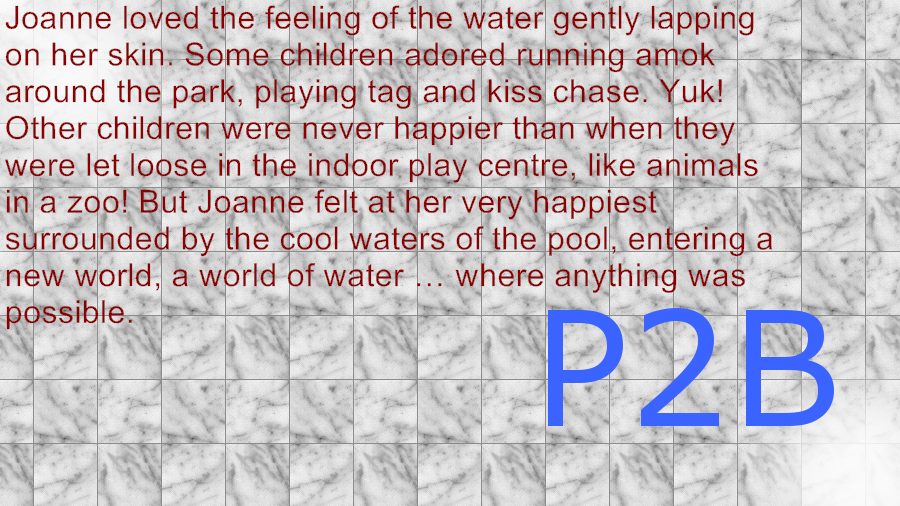 Joanne loved the feeling of the water gently lapping
on her skin. Some children adored running amok
around the park, playing tag and kiss chase. Yuk!
Other children were never happier than when they
were let loose in the indoor play centre, like animals
in a zoo! But Joanne felt at her very happiest
surrounded by the cool waters of the pool, entering a
new world, a world of water … where anything was
possible.
P2B